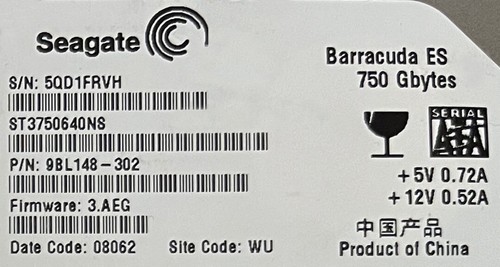 Seagate
Barracuda ES
750 Gbytes
S/N: 5QD1FRVH
ST3750640NS
P/N: 9BL148-302
Firmware: 3.AEG
Date Code: 08062 Site Code: WU
SERIAL
ATA
+5V 0.72A
+12V 0.52A
中国产品
Product of China